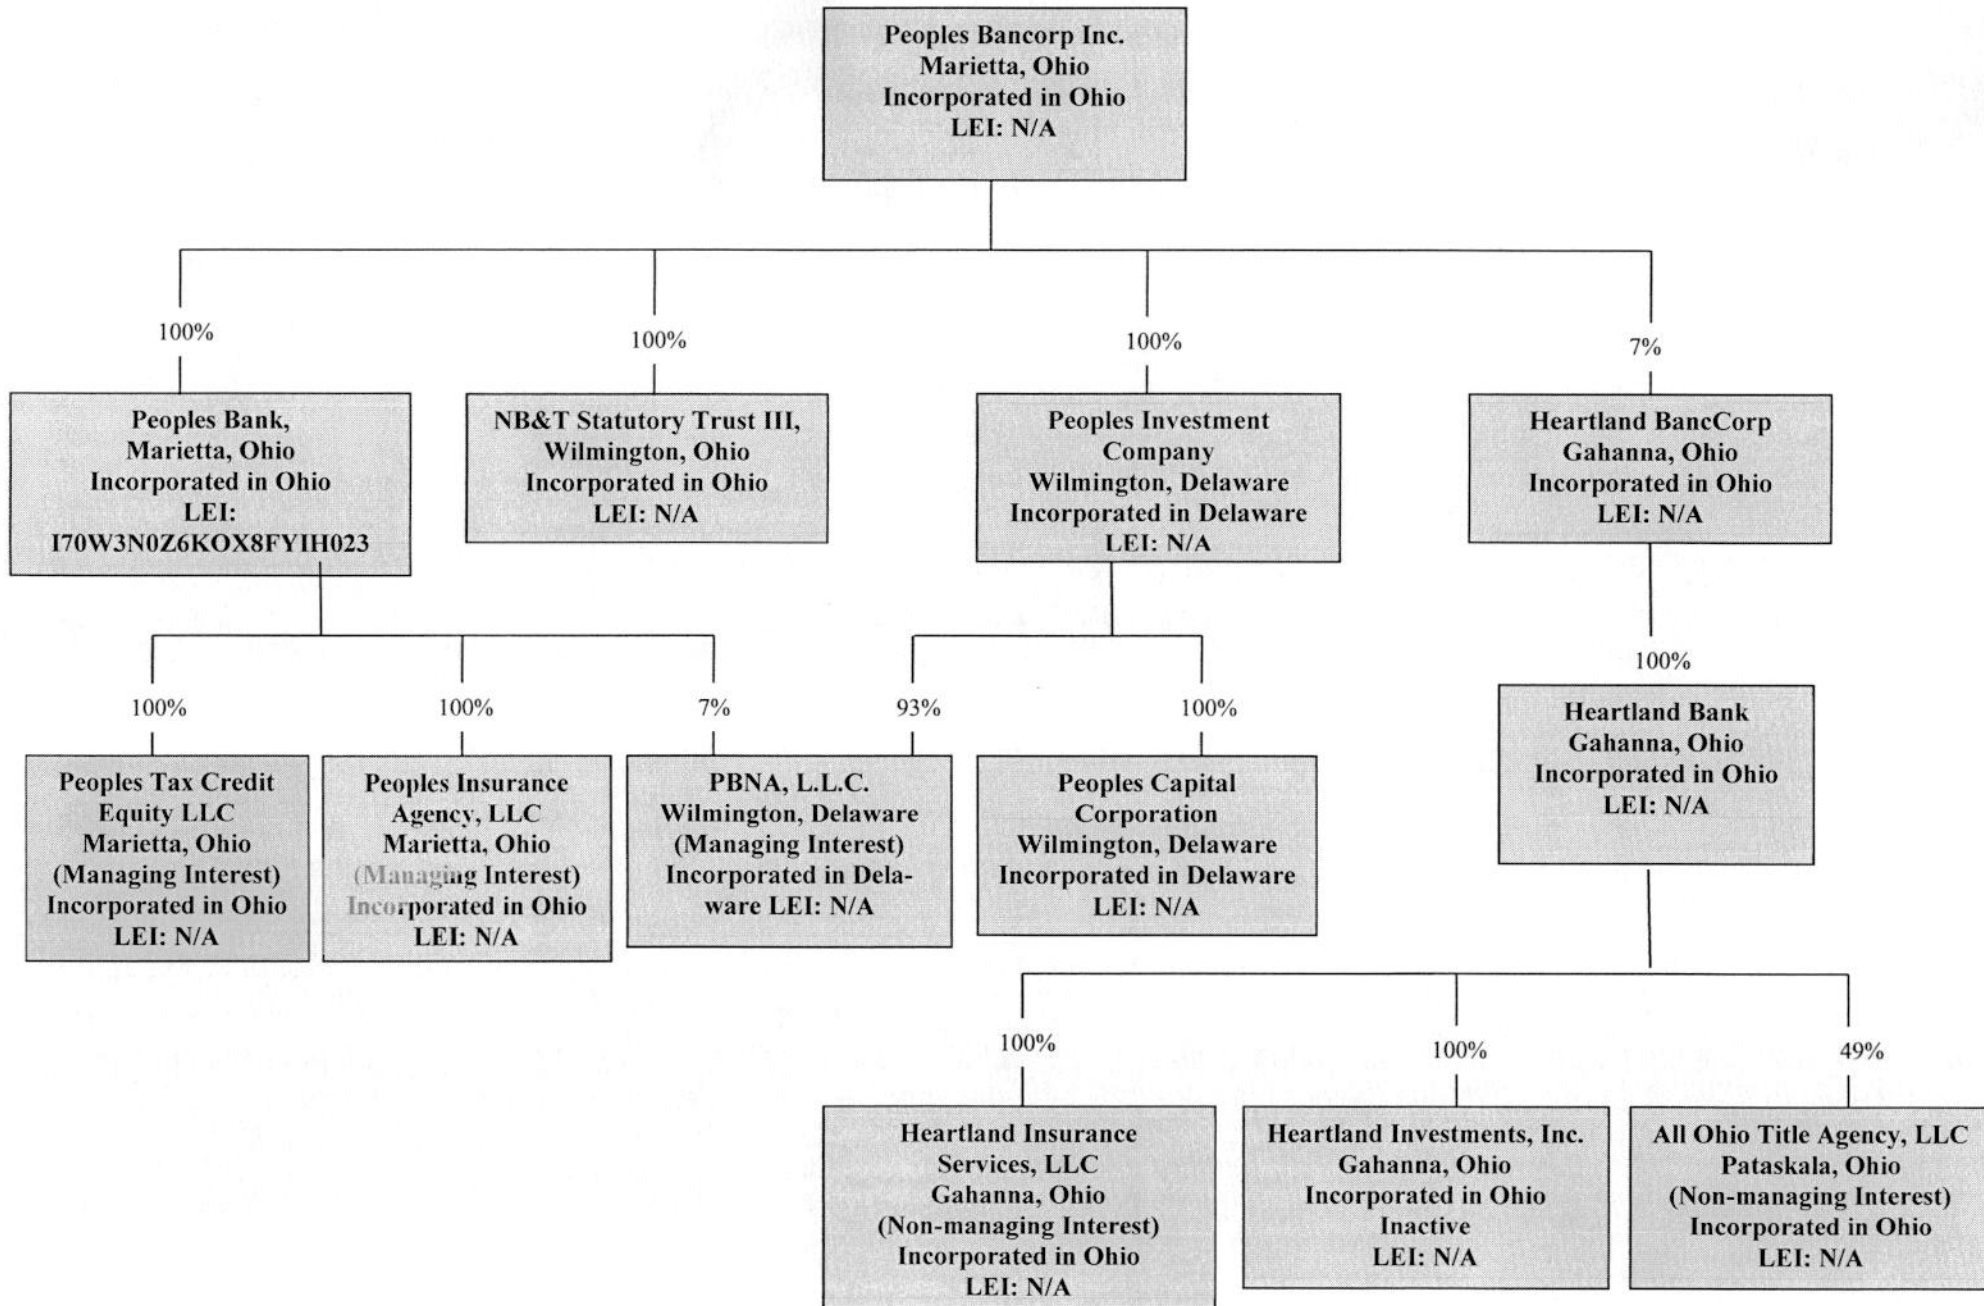 Peoples Bancorp Inc.
Marietta, Ohio
Incorporated in Ohio
LEI: N/A
100%
100%
100%
7%
Peoples Bank,
Marietta, Ohio
Incorporated in Ohio
LEI:
I70W3N0Z6KOX8FYIH023
NB&T Statutory Trust III,
Wilmington, Ohio
Incorporated in Ohio
LEI: N/A
Peoples Investment
Company
Wilmington, Delaware
Incorporated in Delaware
LEI: N/A
Heartland BancCorp
Gahanna, Ohio
Incorporated in Ohio
LEI: N/A
100%
100%
7%
93%
100%
100%
Peoples Tax Credit
Equity LLC
Marietta, Ohio
(Managing Interest)
Incorporated in Ohio
LEI: N/A
Peoples Insurance
Agency, LLC
Marietta, Ohio
(Managing Interest)
Incorporated in Ohio
LEI: N/A
PBNA, L.L.C.
Wilmington, Delaware
(Managing Interest)
Incorporated in Dela-
ware LEI: N/A
Peoples Capital
Corporation
Wilmington, Delaware
Incorporated in Delaware
LEI: N/A
Heartland Bank
Gahanna, Ohio
Incorporated in Ohio
LEI: N/A
100%
100%
49%
Heartland Insurance
Services, LLC
Gahanna, Ohio
(Non-managing Interest)
Incorporated in Ohio
LEI: N/A
Heartland Investments, Inc.
Gahanna, Ohio
Incorporated in Ohio
Inactive
LEI: N/A
All Ohio Title Agency, LLC
Pataskala, Ohio
(Non-managing Interest)
Incorporated in Ohio
LEI: N/A